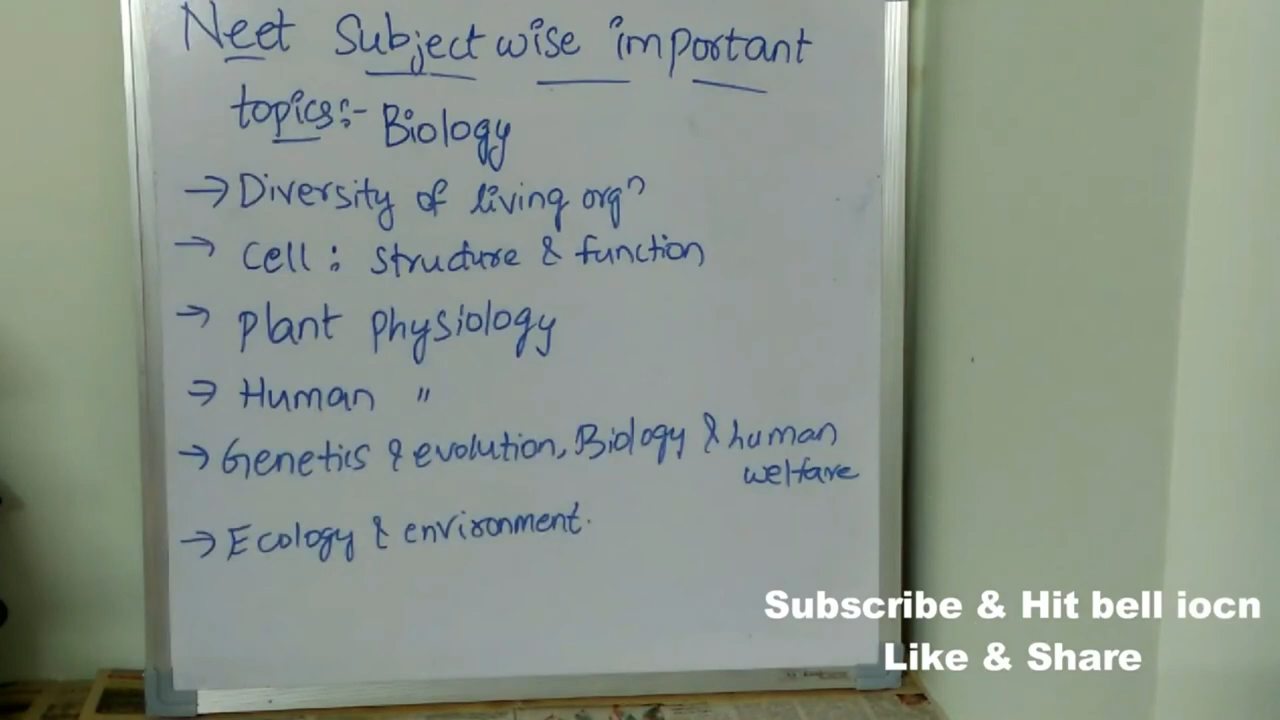 Neet Subject wise important
topics:- Biology
→ Diversity of living orgn
→ Cell : structure & function
→ plant physiology
→ Human "
→ Genetics & evolution, Biology & human
welfare
→ Ecology & environment.
Subscribe & Hit bell iocn
Like & Share